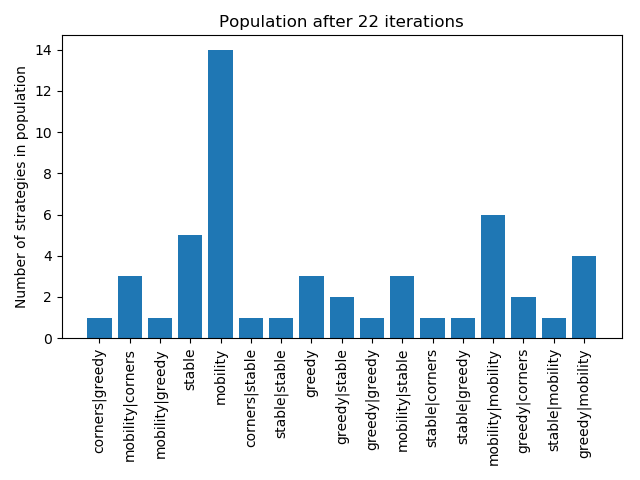 Population after 22 iterations
Number of strategies in population
14
12
10
8
6
4
2
0
corners|greedy
mobility|corners
mobility|greedy
stable
mobility
corners|stable
stable|stable
greedy
greedy|stable
greedy|greedy
mobility|stable
stable|corners
stable|greedy
mobility|mobility
greedy|corners
stable|mobility
greedy|mobility